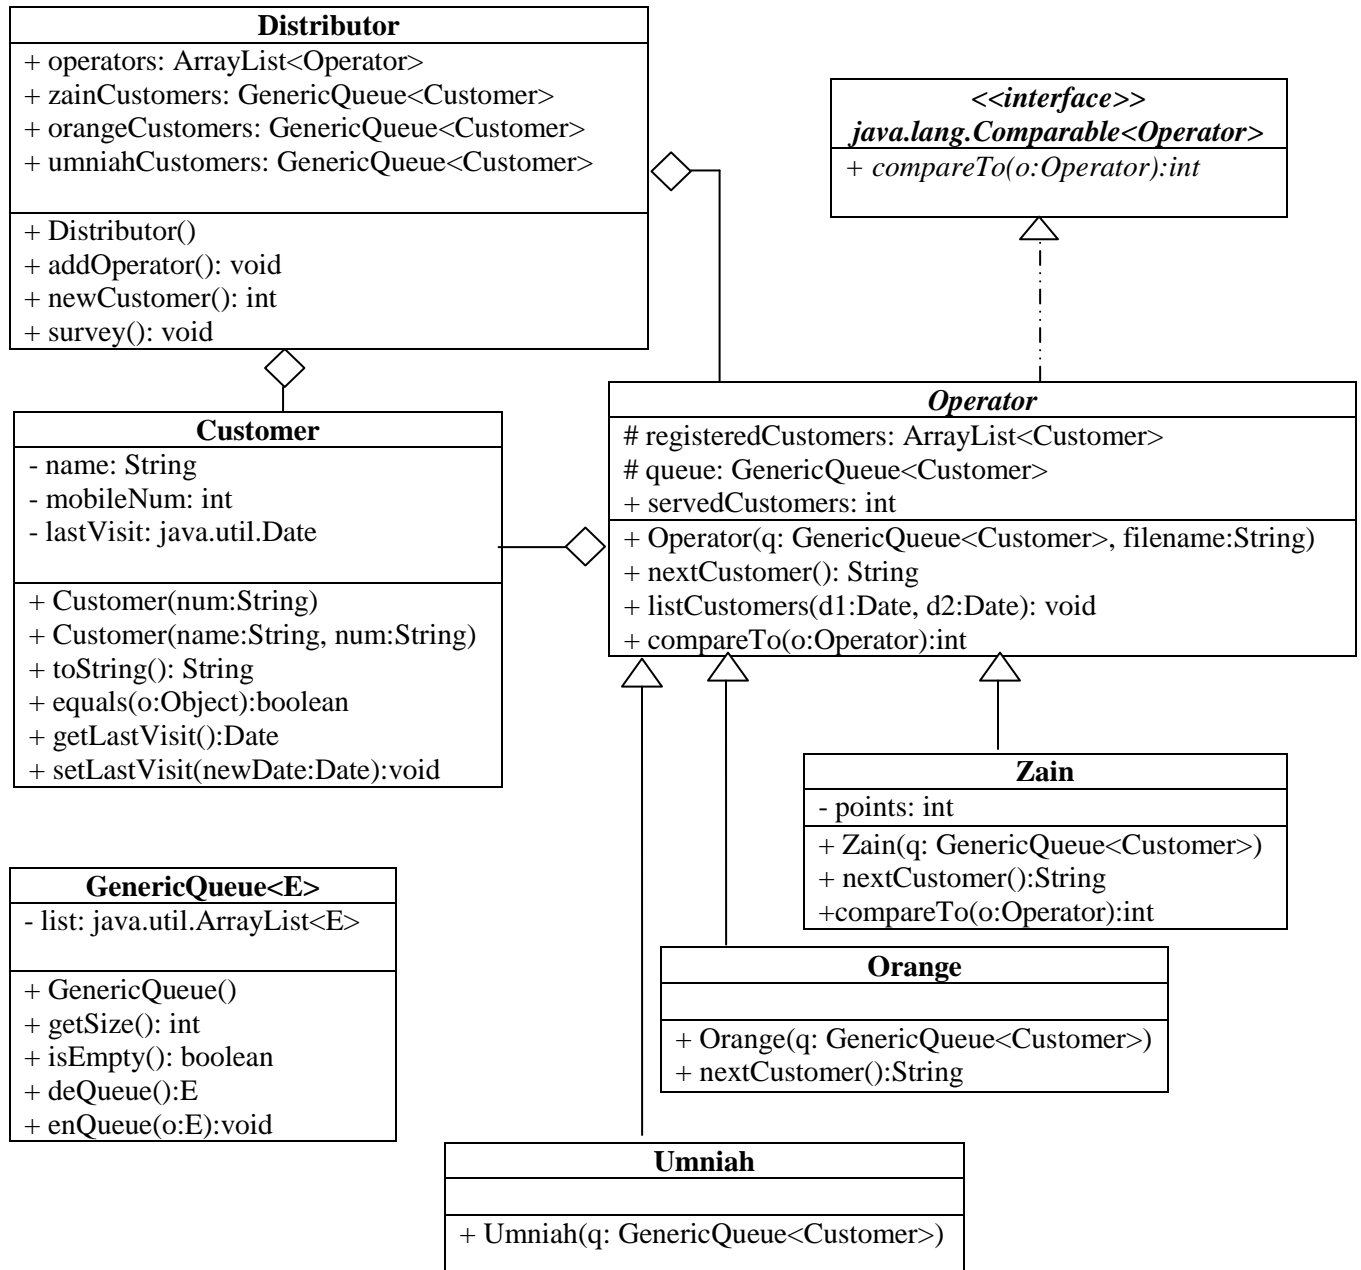 Distributor
+ operators: ArrayList<Operator>
+ zainCustomers: GenericQueue<Customer>
+ orangeCustomers: GenericQueue<Customer>
+ umniahCustomers: GenericQueue<Customer>
+ Distributor()
+ addOperator(): void
+ newCustomer(): int
+ survey(): void
<<interface>>
java.lang.Comparable<Operator>
+ compareTo(o:Operator):int
Customer
- name: String
- mobileNum: int
- lastVisit: java.util.Date
+ Customer(num:String)
+ Customer(name:String, num:String)
+ toString(): String
+ equals(o:Object):boolean
+ getLastVisit():Date
+ setLastVisit(newDate:Date):void
Operator
# registeredCustomers: ArrayList<Customer>
# queue: GenericQueue<Customer>
+ servedCustomers: int
+ Operator(q: GenericQueue<Customer>, filename:String)
+ nextCustomer(): String
+ listCustomers(d1:Date, d2:Date): void
+ compareTo(o:Operator):int
Zain
- points: int
+ Zain(q: GenericQueue<Customer>)
+ nextCustomer():String
+compareTo(o:Operator):int
GenericQueue<E>
- list: java.util.ArrayList<E>
+ GenericQueue()
+ getSize(): int
+ isEmpty(): boolean
+ deQueue():E
+ enQueue(o:E):void
Orange
+ Orange(q: GenericQueue<Customer>)
+ nextCustomer():String
Umniah
+ Umniah(q: GenericQueue<Customer>)